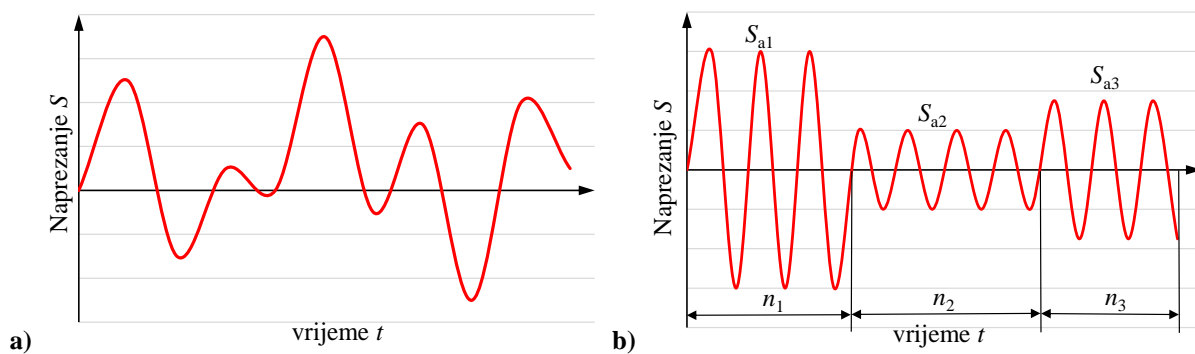 Naprezanje S
vrijeme t
a)
Naprezanje S
Sa1
Sa2
Sa3
n1
n2
n3
vrijeme t
b)